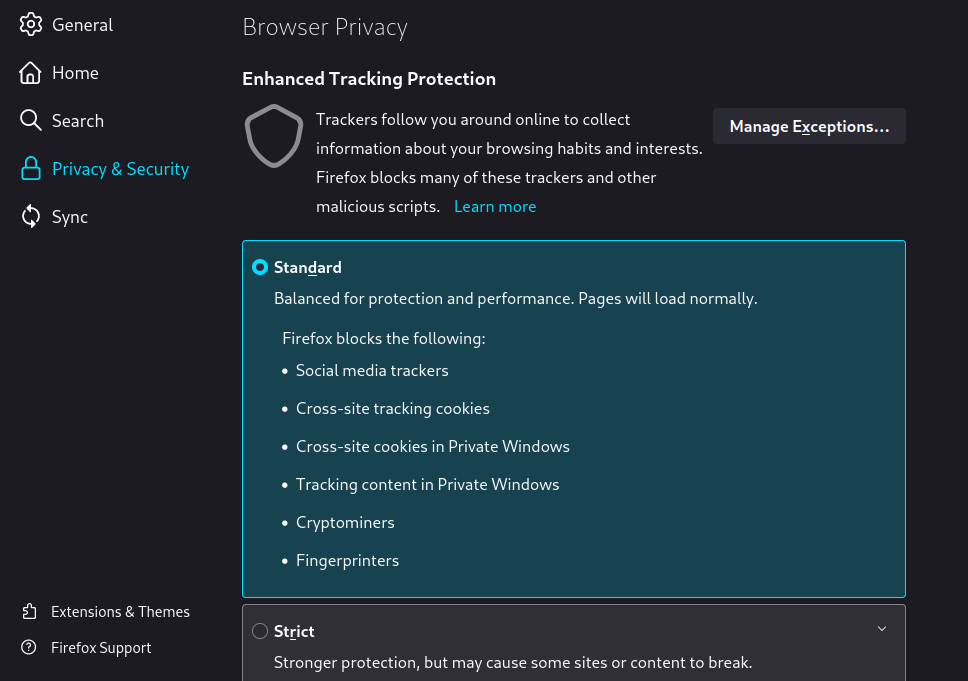 General
Home
Search
Privacy & Security
Sync
Extensions & Themes
Firefox Support
Browser Privacy
Enhanced Tracking Protection
Trackers follow you around online to collect
information about your browsing habits and interests.
Firefox blocks many of these trackers and other
malicious scripts. Learn more
Manage Exceptions...
Standard
Balanced for protection and performance. Pages will load normally.
Firefox blocks the following:
• Social media trackers
• Cross-site tracking cookies
• Cross-site cookies in Private Windows
• Tracking content in Private Windows
• Cryptominers
• Fingerprinters
Strict
Stronger protection, but may cause some sites or content to break.